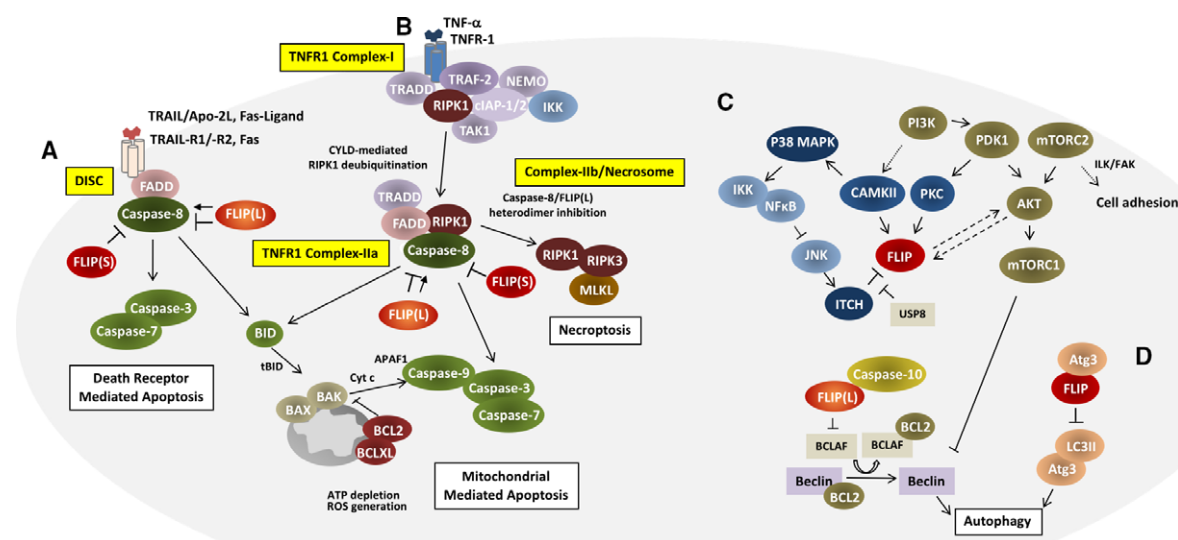 A
TRAIL/Apo-2L, Fas-Ligand
TRAIL-R1/-R2, Fas
DISC
FADD
Caspase-8
FLIP(L)
FLIP(S)
Caspase-3
Caspase-7
Death Receptor
Mediated Apoptosis
BID
tBID
B
TNF-α
TNFR-1
TNFR1 Complex-I
TRADD
TRAF-2
NEMO
RIPK1
cIAP-1/2
IKK
TAK1
CYLD-mediated
RIPK1 deubiquitination
Complex-IIb/Necrosome
Caspase-8/FLIP(L)
heterodimer inhibition
TRADD
FADD
RIPK1
TNFR1 Complex-IIa
Caspase-8
FLIP(L)
FLIP(S)
RIPK1
RIPK3
MLKL
Necroptosis
APAF1
Cyt c
Caspase-9
Caspase-3
Caspase-7
BAK
BAX
BCL2
BCLXL
ATP depletion
ROS generation
Mitochondrial
Mediated Apoptosis
C
PI3K
P38 MAPK
PDK1
mTORC2
ILK/FAK
Cell adhesion
IKK
NFκB
CAMKII
PKC
AKT
JNK
FLIP
mTORC1
ITCH
USP8
D
Caspase-10
FLIP(L)
BCLAF
BCLAF
BCL2
Beclin
BCL2
Beclin
Atg3
FLIP
LC3II
Atg3
Autophagy